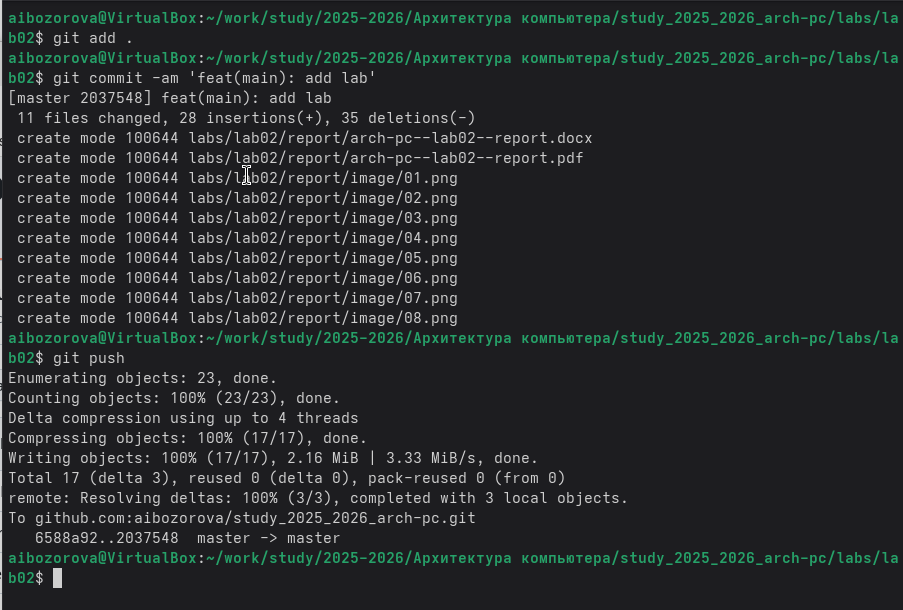 aibozorova@VirtualBox:~/work/study/2025-2026/Архитектура компьютера/study_2025_2026_arch-pc/labs/la
b02$ git add .
aibozorova@VirtualBox:~/work/study/2025-2026/Архитектура компьютера/study_2025_2026_arch-pc/labs/la
b02$ git commit -am 'feat(main): add lab'
[master 2037548] feat(main): add lab
 11 files changed, 28 insertions(+), 35 deletions(-)
 create mode 100644 labs/lab02/report/arch-pc--lab02--report.docx
 create mode 100644 labs/lab02/report/arch-pc--lab02--report.pdf
 create mode 100644 labs/lab02/report/image/01.png
 create mode 100644 labs/lab02/report/image/02.png
 create mode 100644 labs/lab02/report/image/03.png
 create mode 100644 labs/lab02/report/image/04.png
 create mode 100644 labs/lab02/report/image/05.png
 create mode 100644 labs/lab02/report/image/06.png
 create mode 100644 labs/lab02/report/image/07.png
 create mode 100644 labs/lab02/report/image/08.png
aibozorova@VirtualBox:~/work/study/2025-2026/Архитектура компьютера/study_2025_2026_arch-pc/labs/la
b02$ git push
Enumerating objects: 23, done.
Counting objects: 100% (23/23), done.
Delta compression using up to 4 threads
Compressing objects: 100% (17/17), done.
Writing objects: 100% (17/17), 2.16 MiB | 3.33 MiB/s, done.
Total 17 (delta 3), reused 0 (delta 0), pack-reused 0 (from 0)
remote: Resolving deltas: 100% (3/3), completed with 3 local objects.
To github.com:aibozorova/study_2025_2026_arch-pc.git
   6588a92..2037548  master -> master
aibozorova@VirtualBox:~/work/study/2025-2026/Архитектура компьютера/study_2025_2026_arch-pc/labs/la
b02$